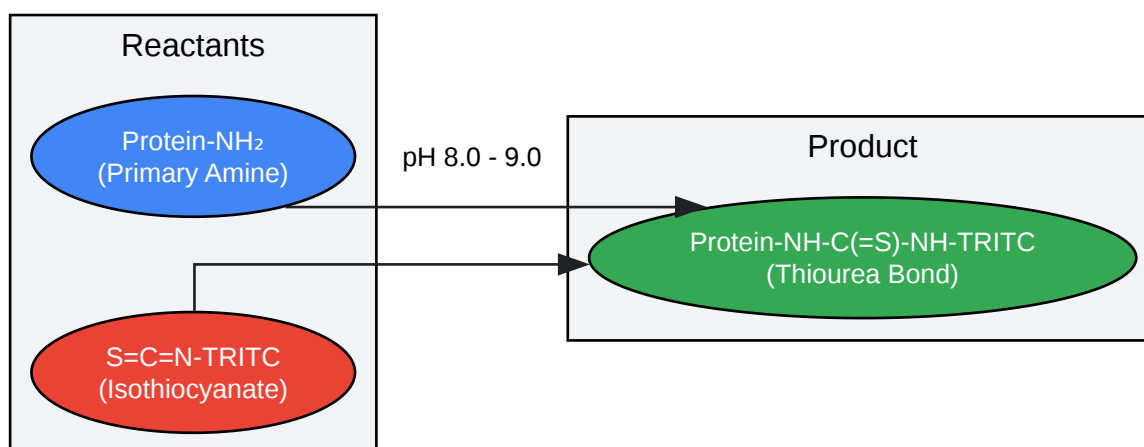 Reactants
Protein-NH₂
(Primary Amine)
pH 8.0 - 9.0
Product
Protein-NH-C(=S)-NH-TRITC
(Thiourea Bond)
S=C=N-TRITC
(Isothiocyanate)